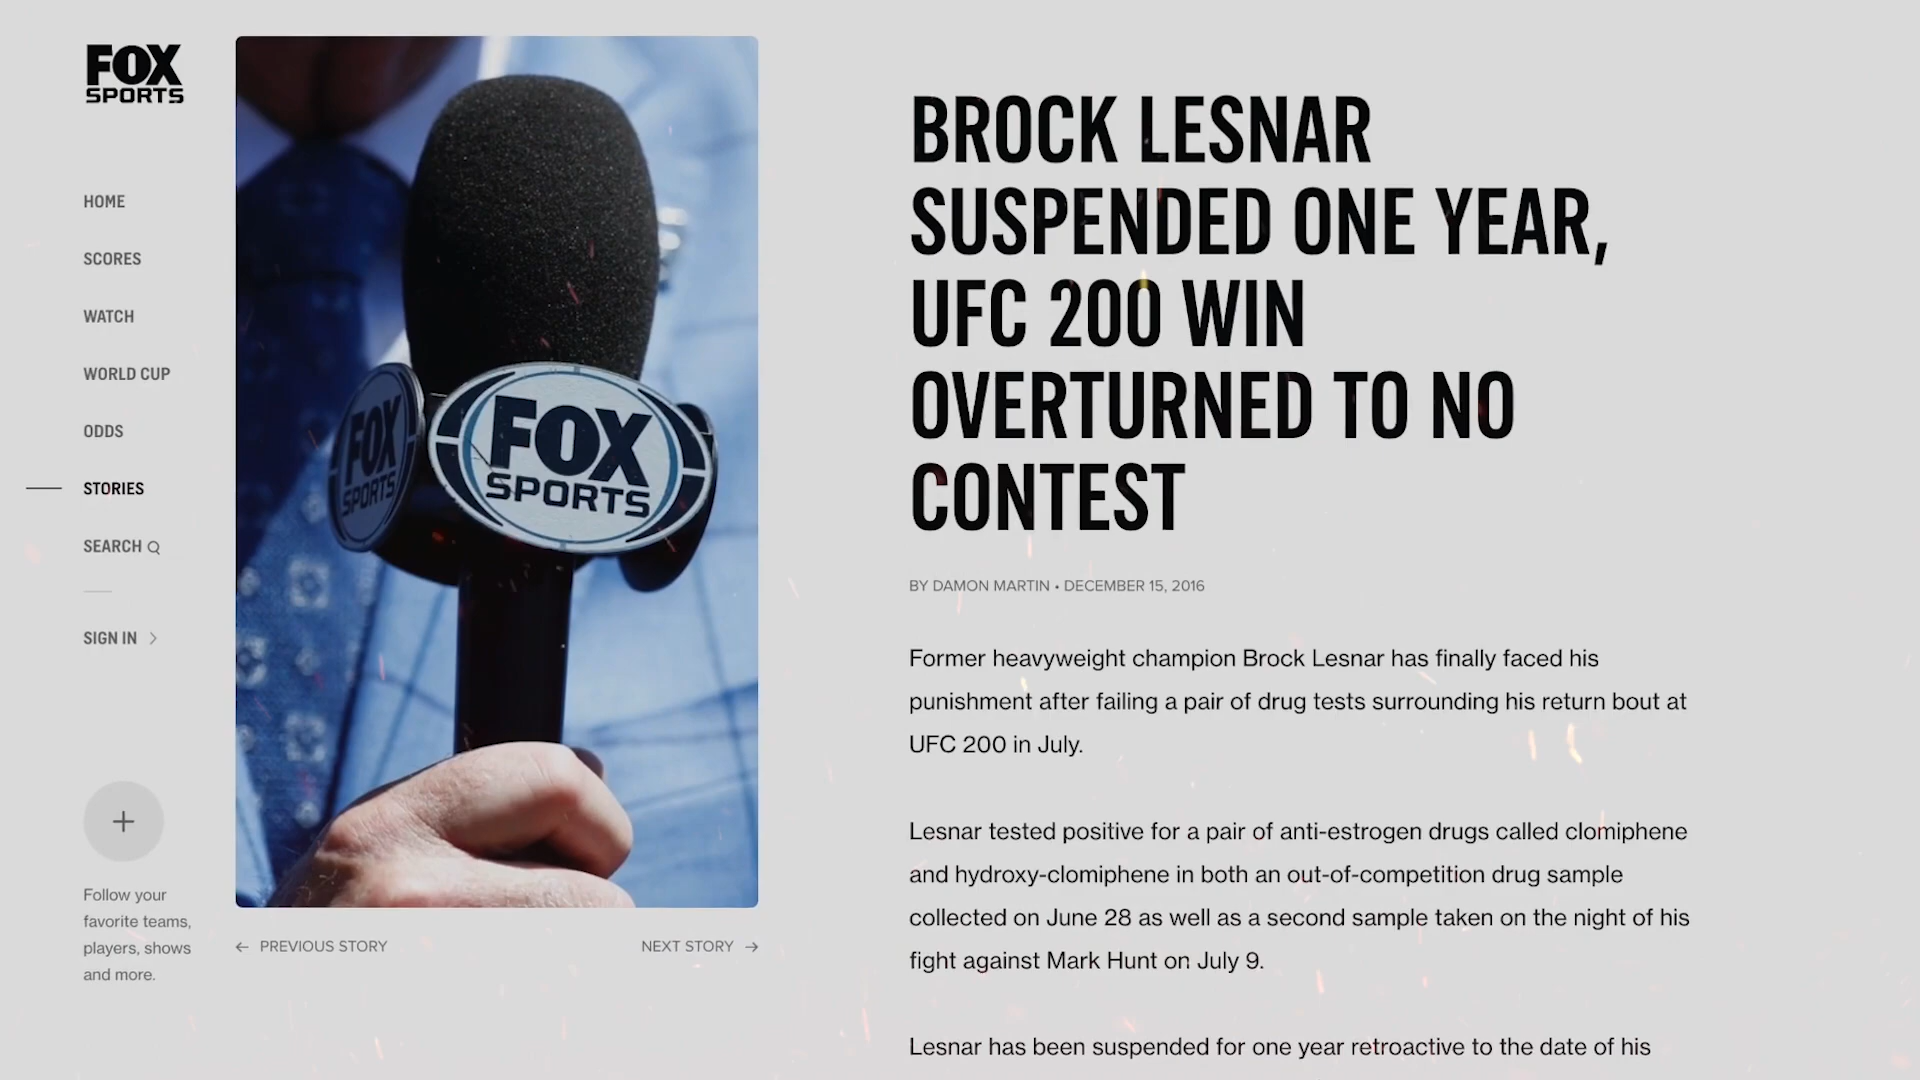 FOX
SPORTS
HOME
SCORES
WATCH
WORLD CUP
ODDS
STORIES
SEARCH
SIGN IN
+
Follow your
favorite teams,
players, shows
and more.
FOX
SPORTS
FOX
SPORTS
← PREVIOUS STORY
NEXT STORY →
BROCK LESNAR
SUSPENDED ONE YEAR,
UFC 200 WIN
OVERTURNED TO NO
CONTEST
BY DAMON MARTIN • DECEMBER 15, 2016
Former heavyweight champion Brock Lesnar has finally faced his
punishment after failing a pair of drug tests surrounding his return bout at
UFC 200 in July.
Lesnar tested positive for a pair of anti-estrogen drugs called clomiphene
and hydroxy-clomiphene in both an out-of-competition drug sample
collected on June 28 as well as a second sample taken on the night of his
fight against Mark Hunt on July 9.
Lesnar has been suspended for one year retroactive to the date of his